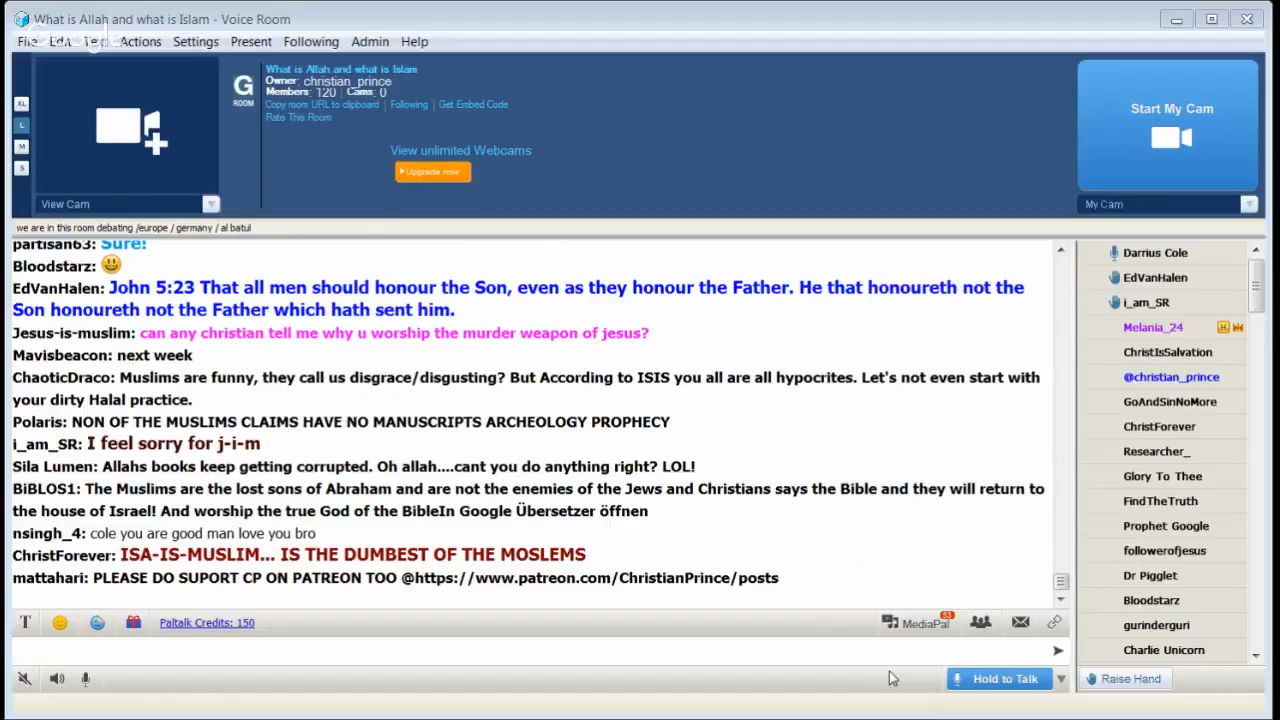 What is Allah and what is Islam - Voice Room
File Edit Text Actions Settings Present Following Admin Help
Google
XL
L
M
S
View Cam
G
ROOM
What is Allah and what is Islam
Owner: christian_prince
Members: 120 Cams: 0
Copy room URL to clipboard | Following | Get Embed Code
Rate This Room
View unlimited Webcams
Upgrade now
Start My Cam
My Cam
we are in this room debating /europe / germany / al batul
partisan63: Sure!
Bloodstarz:
EdVanHalen: John 5:23 That all men should honour the Son, even as they honour the Father. He that honoureth not the
Son honoureth not the Father which hath sent him.
Jesus-is-muslim: can any christian tell me why u worship the murder weapon of jesus?
Mavisbeacon: next week
ChaoticDraco: Muslims are funny, they call us disgrace/disgusting? But According to ISIS you all are all hypocrites. Let's not even start with
your dirty Halal practice.
Polaris: NON OF THE MUSLIMS CLAIMS HAVE NO MANUSCRIPTS ARCHEOLOGY PROPHECY
i_am_SR: I feel sorry for j-i-m
Sila Lumen: Allahs books keep getting corrupted. Oh allah....cant you do anything right? LOL!
BiBLOS1: The Muslims are the lost sons of Abraham and are not the enemies of the Jews and Christians says the Bible and they will return to
the house of Israel! And worship the true God of the BibleIn Google Übersetzer öffnen
nsingh_4: cole you are good man love you bro
ChristForever: ISA-IS-MUSLIM... IS THE DUMBEST OF THE MOSLEMS
mattahari: PLEASE DO SUPORT CP ON PATREON TOO @https://www.patreon.com/ChristianPrince/posts
Darrius Cole
EdVanHalen
i_am_SR
Melania_24
ChristIsSalvation
@christian_prince
GoAndSinNoMore
ChristForever
Researcher_
Glory To Thee
FindTheTruth
Prophet Google
followerofjesus
Dr Pigglet
Bloodstarz
gurinderguri
Charlie Unicorn
T
Paltalk Credits: 150
MediaPal
53
Hold to Talk
Raise Hand